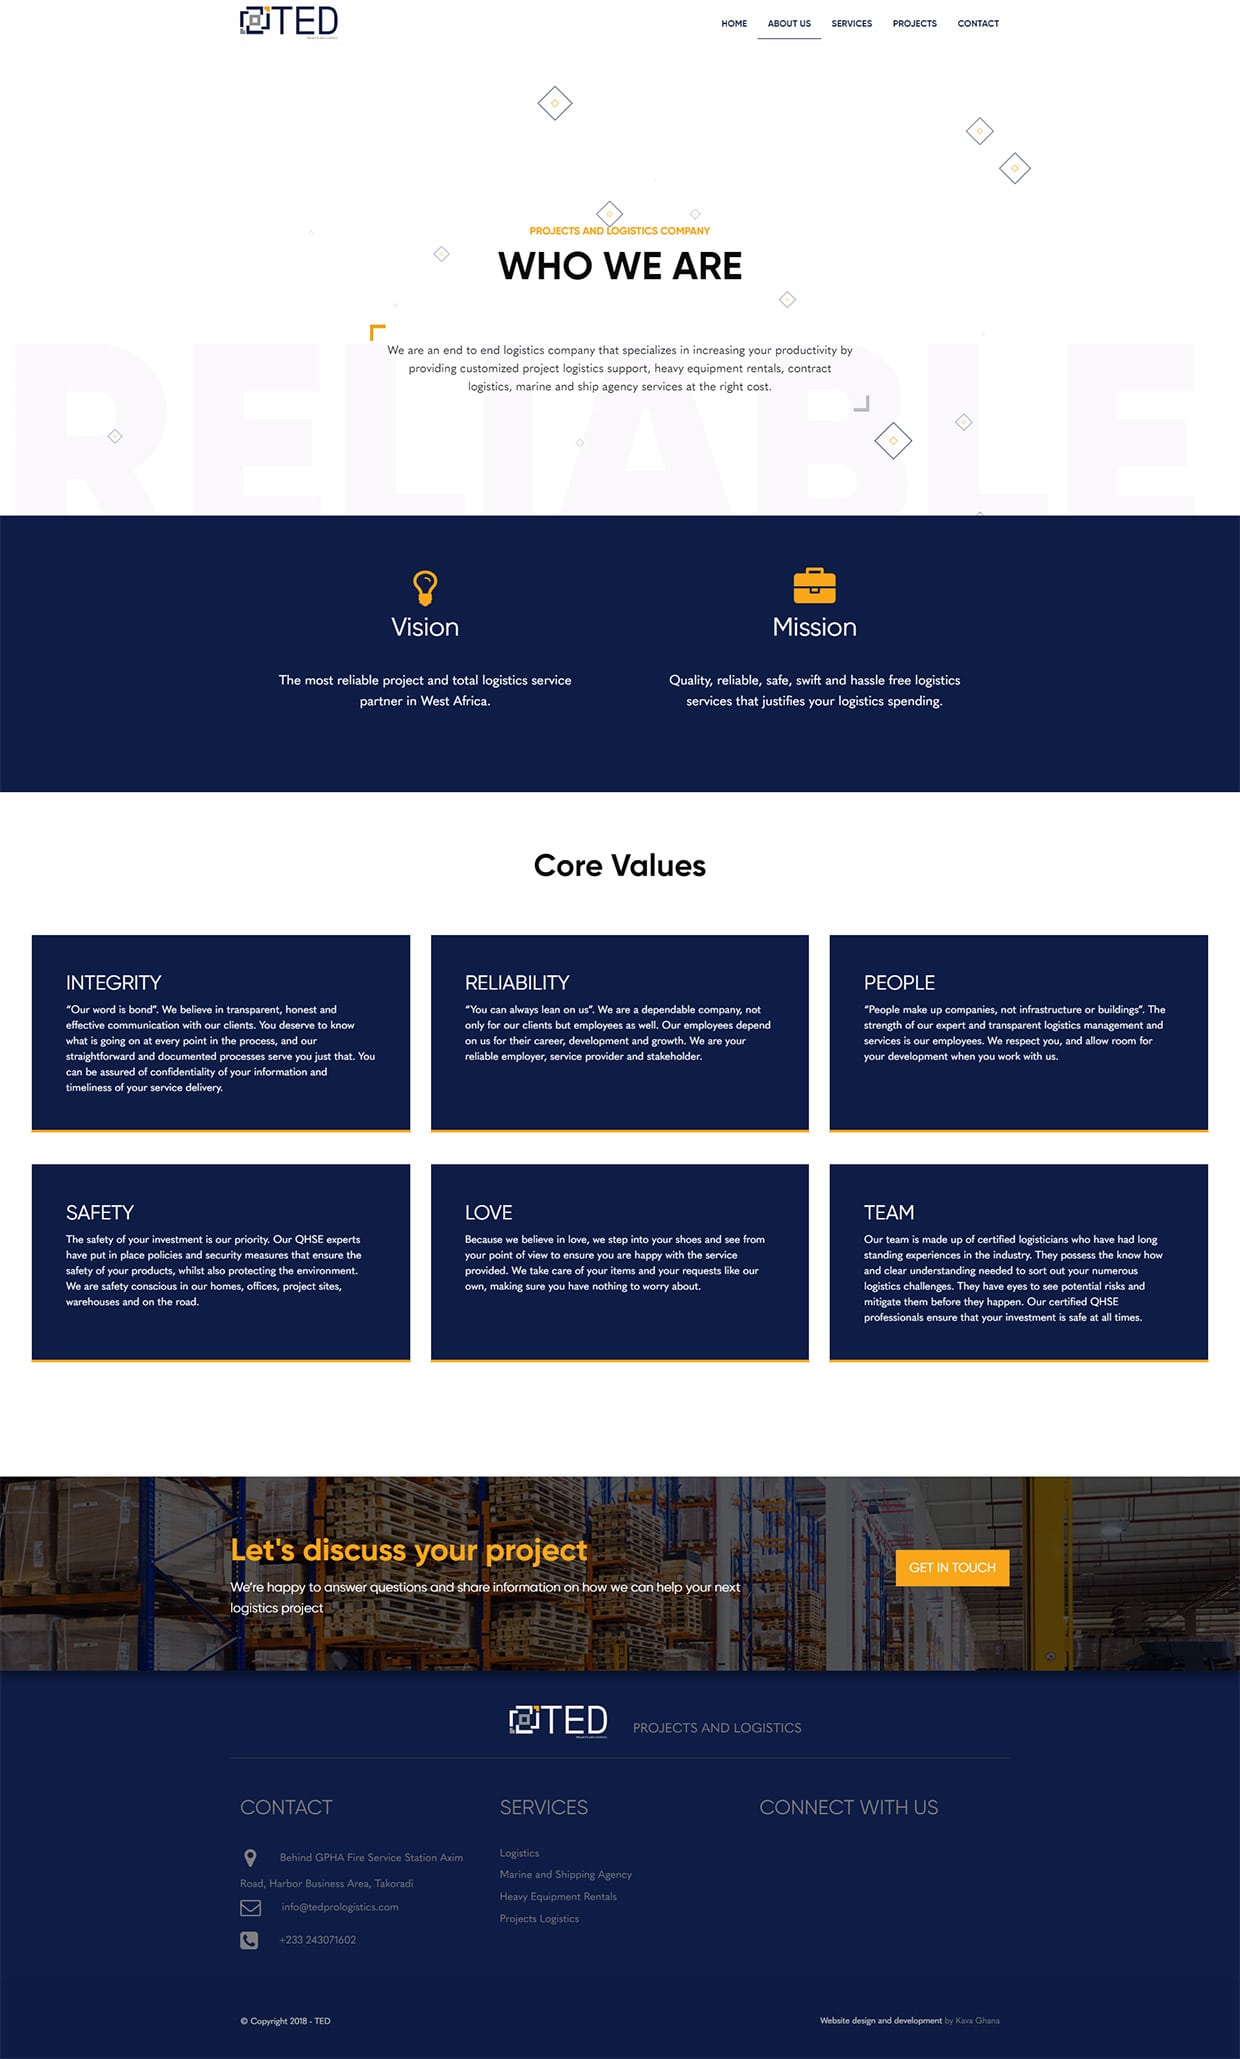 TED
HOME ABOUT US SERVICES PROJECTS CONTACT
PROJECTS AND LOGISTICS COMPANY
WHO WE ARE
RELIABLE
We are an end to end logistics company that specializes in increasing your productivity by
providing customized project logistics support, heavy equipment rentals, contract
logistics, marine and ship agency services at the right cost.
Vision
The most reliable project and total logistics service
partner in West Africa.
Mission
Quality, reliable, safe, swift and hassle free logistics
services that justifies your logistics spending.
Core Values
INTEGRITY
“Our word is bond”. We believe in transparent, honest and
effective communication with our clients. You deserve to know
what is going on at every point in the process, and our
straightforward and documented processes serve you just that. You
can be assured of confidentiality of your information and
timeliness of your service delivery.
RELIABILITY
“You can always lean on us”. We are a dependable company, not
only for our clients but employees as well. Our employees depend
on us for their career, development and growth. We are your
reliable employer, service provider and stakeholder.
PEOPLE
“People make up companies, not infrastructure or buildings”. The
strength of our expert and transparent logistics management and
services is our employees. We respect you, and allow room for
your development when you work with us.
SAFETY
The safety of your investment is our priority. Our QHSE experts
have put in place policies and security measures that ensure the
safety of your products, whilst also protecting the environment.
We are safety conscious in our homes, offices, project sites,
warehouses and on the road.
LOVE
Because we believe in love, we step into your shoes and see from
your point of view to ensure you are happy with the service
provided. We take care of your items and your requests like our
own, making sure you have nothing to worry about.
TEAM
Our team is made up of certified logisticians who have had long
standing experiences in the industry. They possess the know how
and clear understanding needed to sort out your numerous
logistics challenges. They have eyes to see potential risks and
mitigate them before they happen. Our certified QHSE
professionals ensure that your investment is safe at all times.
Let's discuss your project
We're happy to answer questions and share information on how we can help your next
logistics project
GET IN TOUCH
TED PROJECTS AND LOGISTICS
CONTACT
Behind GPHA Fire Service Station Axim
Road, Harbor Business Area, Takoradi
info@tedprologistics.com
+233 243071602
SERVICES
Logistics
Marine and Shipping Agency
Heavy Equipment Rentals
Projects Logistics
CONNECT WITH US
© Copyright 2018 - TED
Website design and development by Kava Ghana